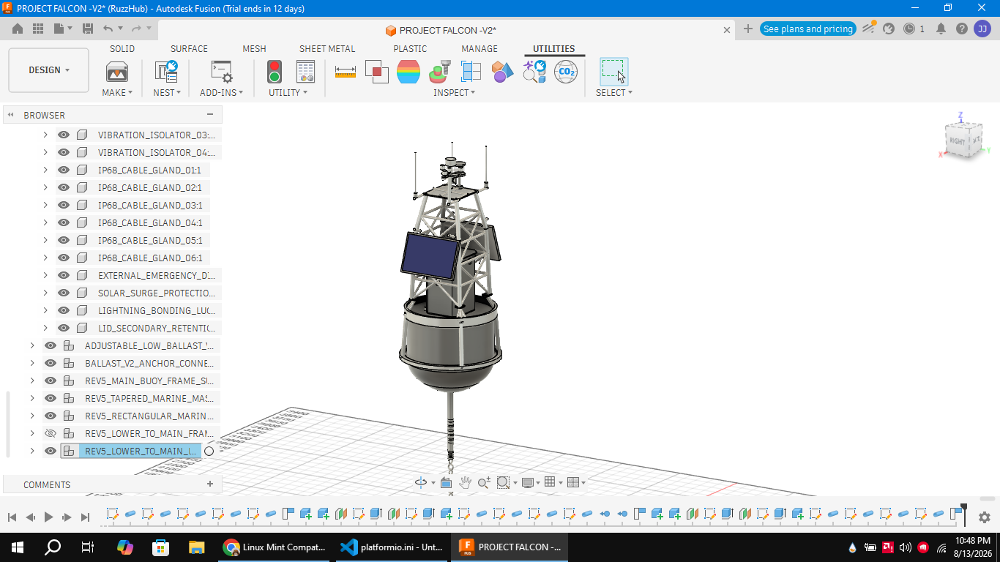 PROJECT FALCON -V2* (RuzzHub) - Autodesk Fusion (Trial ends in 12 days)
PROJECT FALCON -V2*
See plans and pricing
1
JJ
SOLID SURFACE MESH SHEET METAL PLASTIC MANAGE UTILITIES
DESIGN
MAKE NEST ADD-INS UTILITY INSPECT SELECT
CO2
BROWSER
VIBRATION_ISOLATOR_03:...
VIBRATION_ISOLATOR_04:...
IP68_CABLE_GLAND_01:1
IP68_CABLE_GLAND_02:1
IP68_CABLE_GLAND_03:1
IP68_CABLE_GLAND_04:1
IP68_CABLE_GLAND_05:1
IP68_CABLE_GLAND_06:1
EXTERNAL_EMERGENCY_D...
SOLAR_SURGE_PROTECTIO...
LIGHTNING_BONDING_LU...
LID_SECONDARY_RETENTI...
ADJUSTABLE_LOW_BALLAST_...
BALLAST_V2_ANCHOR_CONNE...
REV5_MAIN_BUOY_FRAME_S...
REV5_TAPERED_MARINE_MA...
REV5_RECTANGULAR_MARIN...
REV5_LOWER_TO_MAIN_FRA...
REV5_LOWER_TO_MAIN_...
COMMENTS
Z
RIGHT
X
Y
Linux Mint Compat...
platformio.ini - Unt...
PROJECT FALCON -...
10:48 PM
8/13/2026